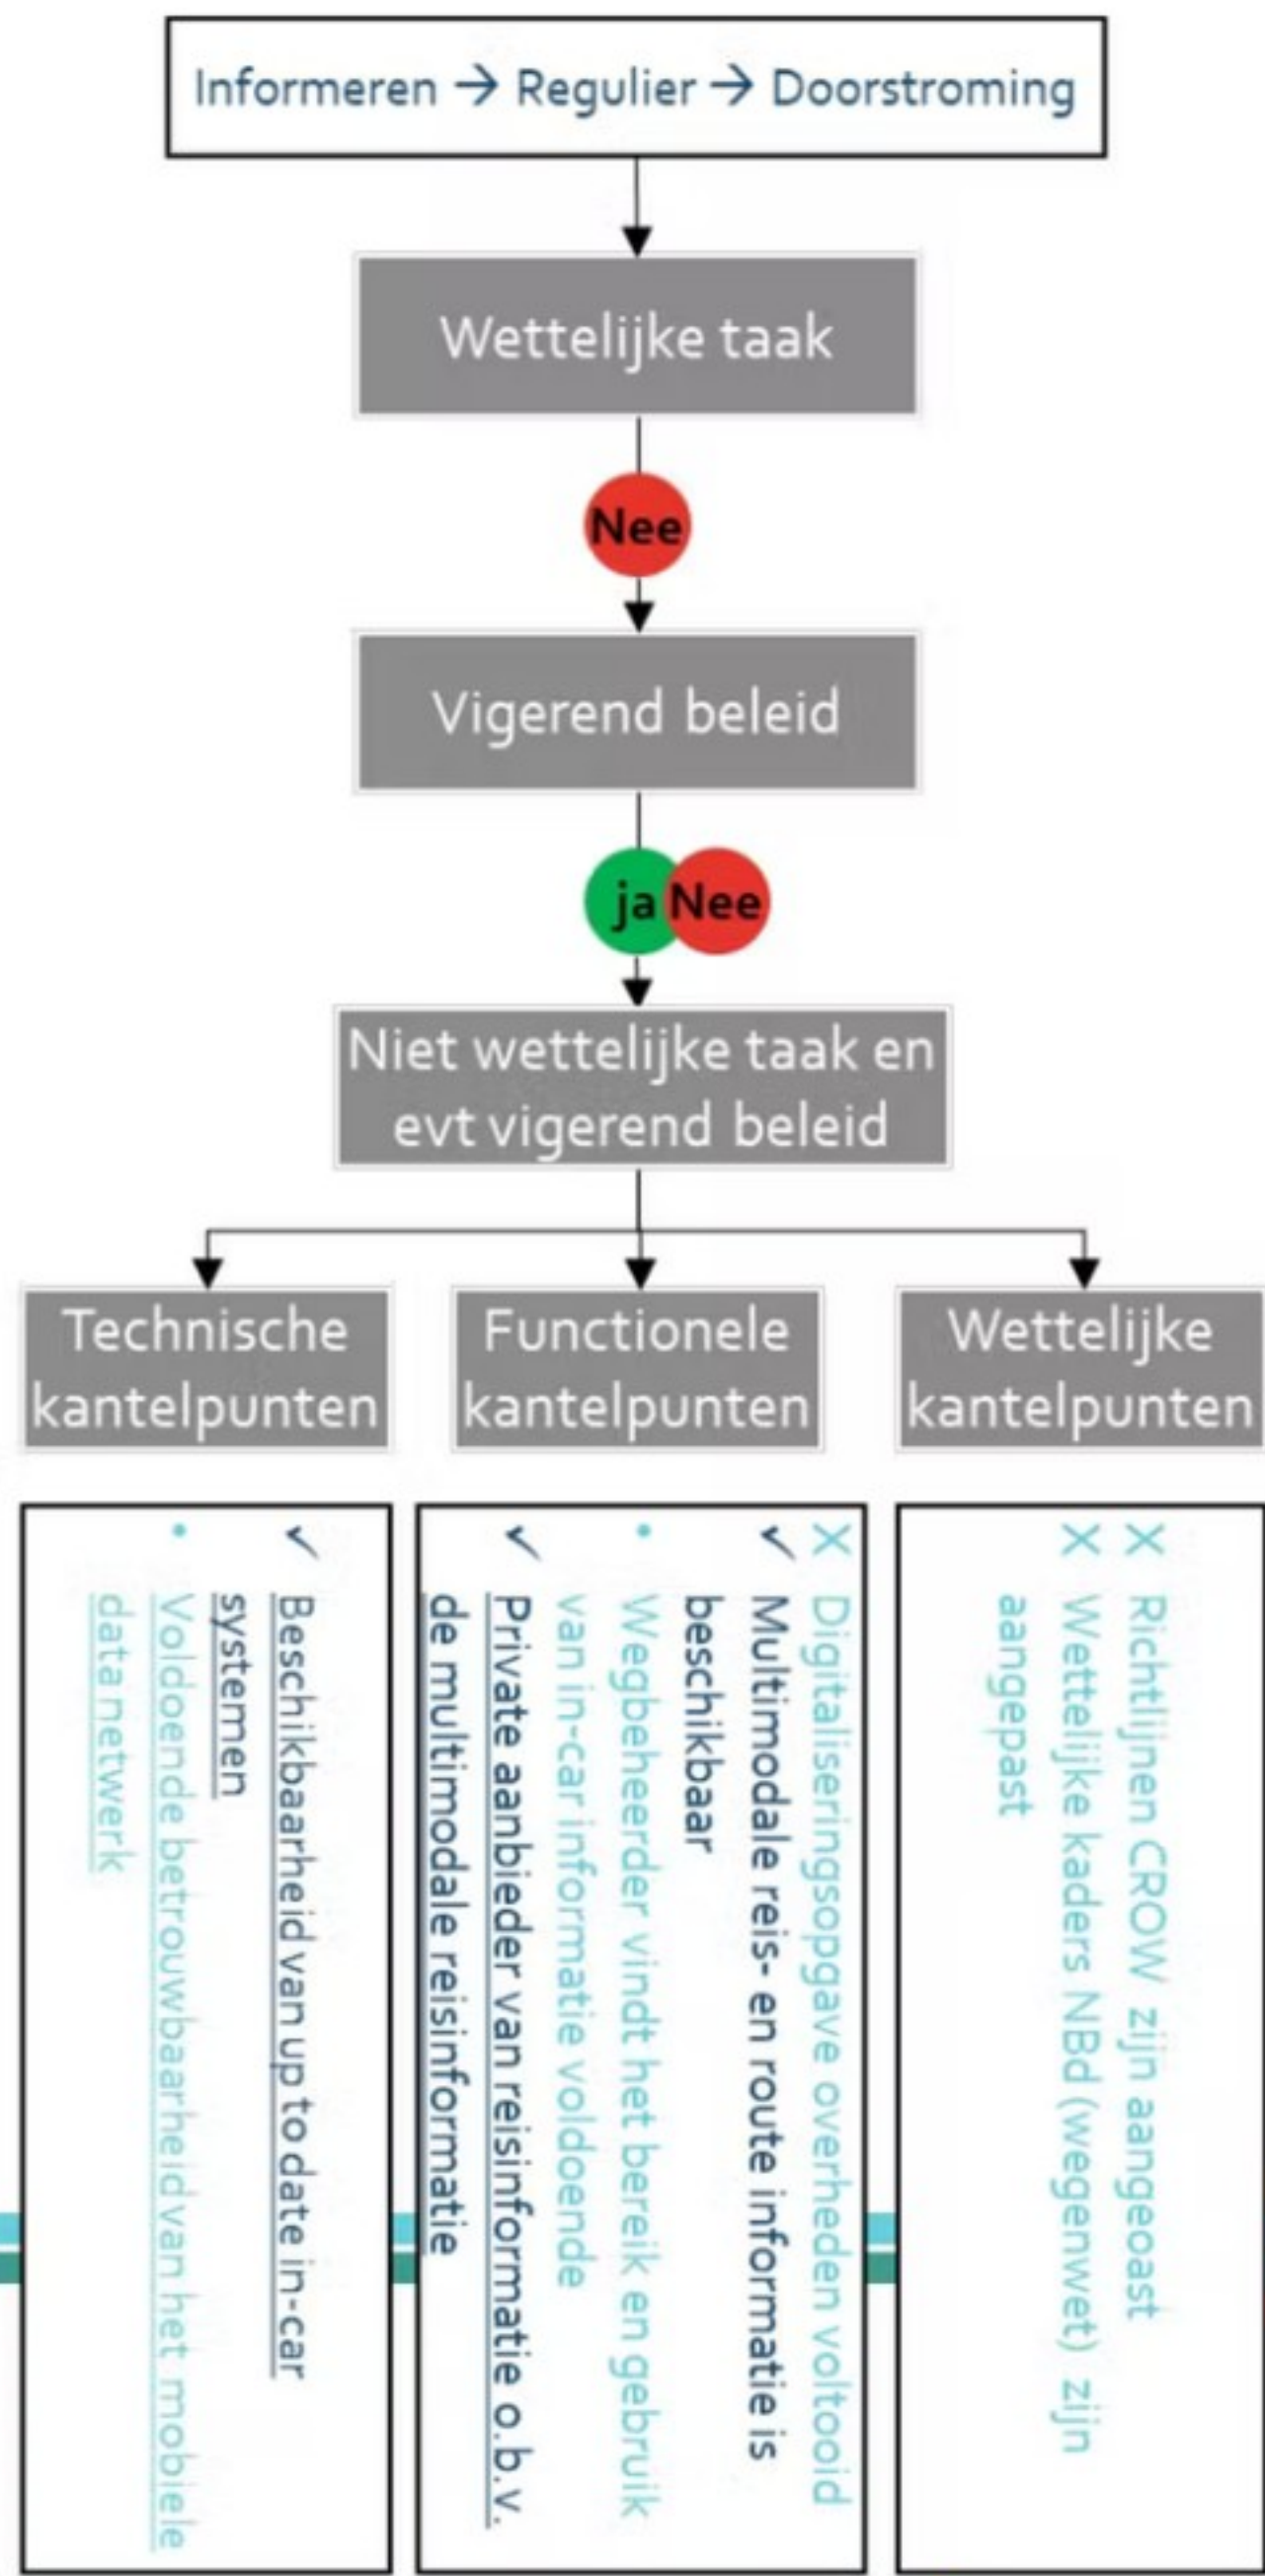 Informeren → Regulier → Doorstroming
Wettelijke taak
Nee
Vigerend beleid
ja Nee
Niet wettelijke taak en
evt vigerend beleid
Technische
kantelpunten
Functionele
kantelpunten
Wettelijke
kantelpunten
✓ Beschikbaarheid van up to date in-car
systemen
• Voldoende betrouwbaarheid van het mobiele
data netwerk
X Digitaliseringsopgave overheden voltooid
✓ Multimodale reis- en route informatie is
beschikbaar
• Wegbeheerder vindt het bereik en gebruik
van in-car informatie voldoende
✓ Private aanbieder van reisinformatie o.b.v.
de multimodale reisinformatie
X Richtlijnen CROW zijn aangeoast
X Wettelijke kaders NBd (wegenwet) zijn
aangepast